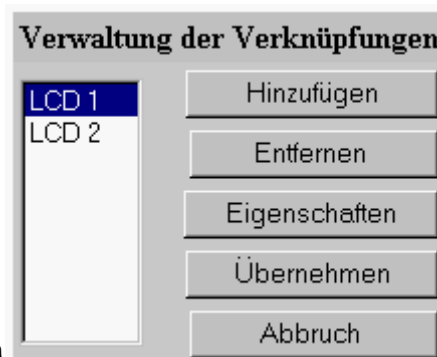 Verwaltung der Verknüpfungen
LCD 1
LCD 2
Hinzufügen
Entfernen
Eigenschaften
Übernehmen
Abbruch